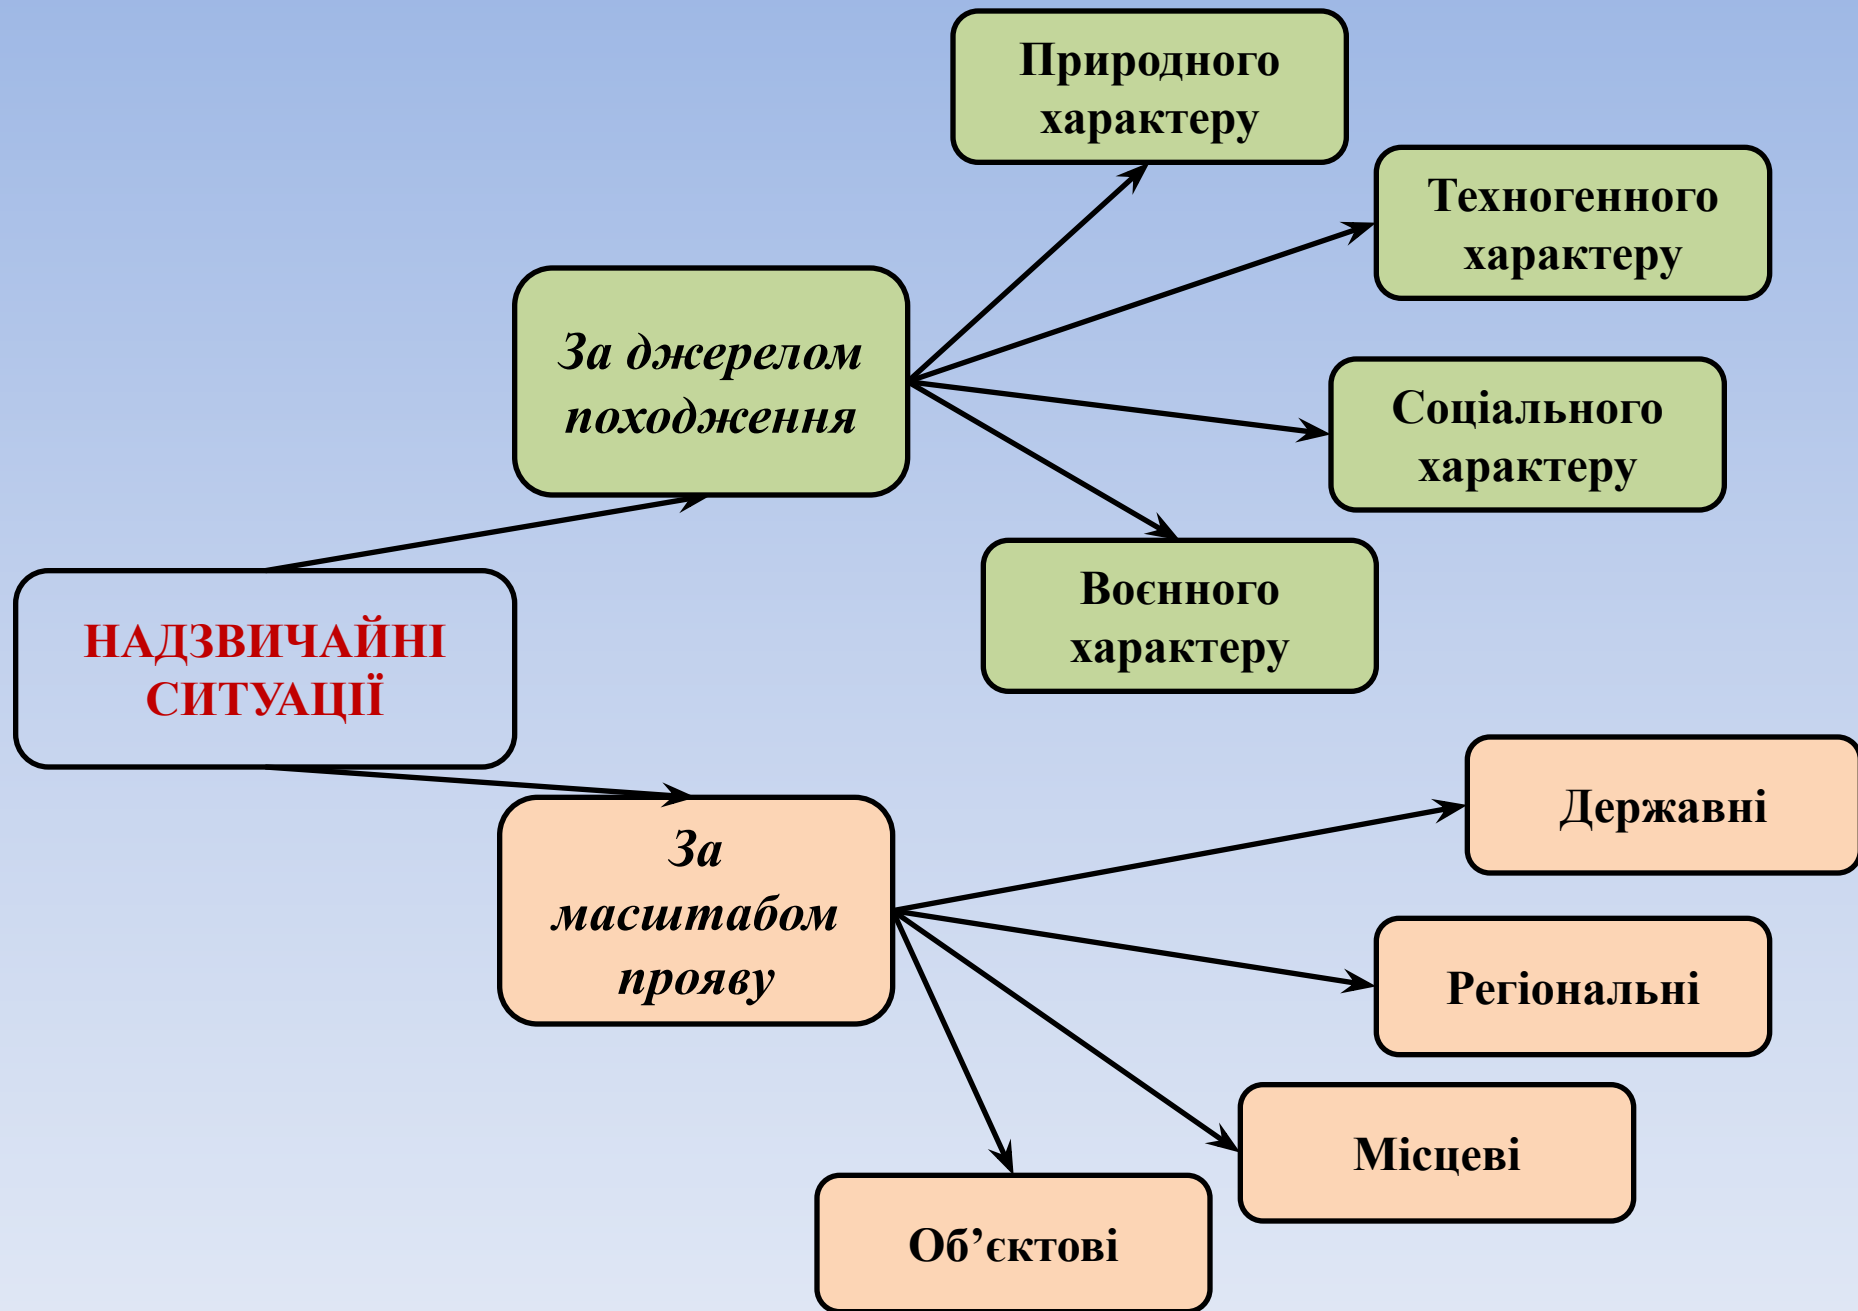 Природного
характеру
Техногенного
характеру
За джерелом
походження
Соціального
характеру
Воєнного
характеру
НАДЗВИЧАЙНІ
СИТУАЦІЇ
За
масштабом
прояву
Державні
Регіональні
Місцеві
Об’єктові